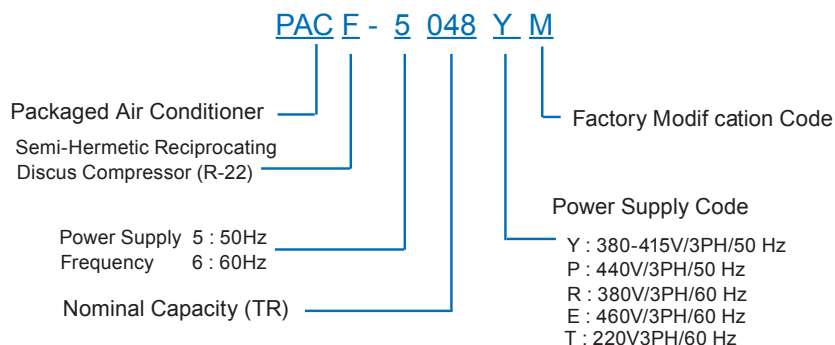 PACF - 5 048 Y M
Packaged Air Conditioner
Factory Modif cation Code
Semi-Hermetic Reciprocating
Discus Compressor (R-22)
Power Supply Code
Power Supply 5 : 50Hz
Frequency 6 : 60Hz
Nominal Capacity (TR)
Y : 380-415V/3PH/50 Hz
P : 440V/3PH/50 Hz
R : 380V/3PH/60 Hz
E : 460V/3PH/60 Hz
T : 220V3PH/60 Hz